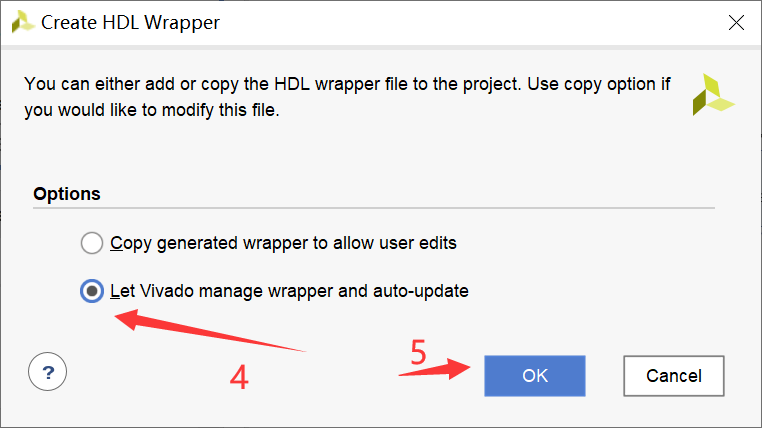 Create HDL Wrapper
You can either add or copy the HDL wrapper file to the project. Use copy option if
you would like to modify this file.
Options
Copy generated wrapper to allow user edits
Let Vivado manage wrapper and auto-update
4
5
?
OK
Cancel